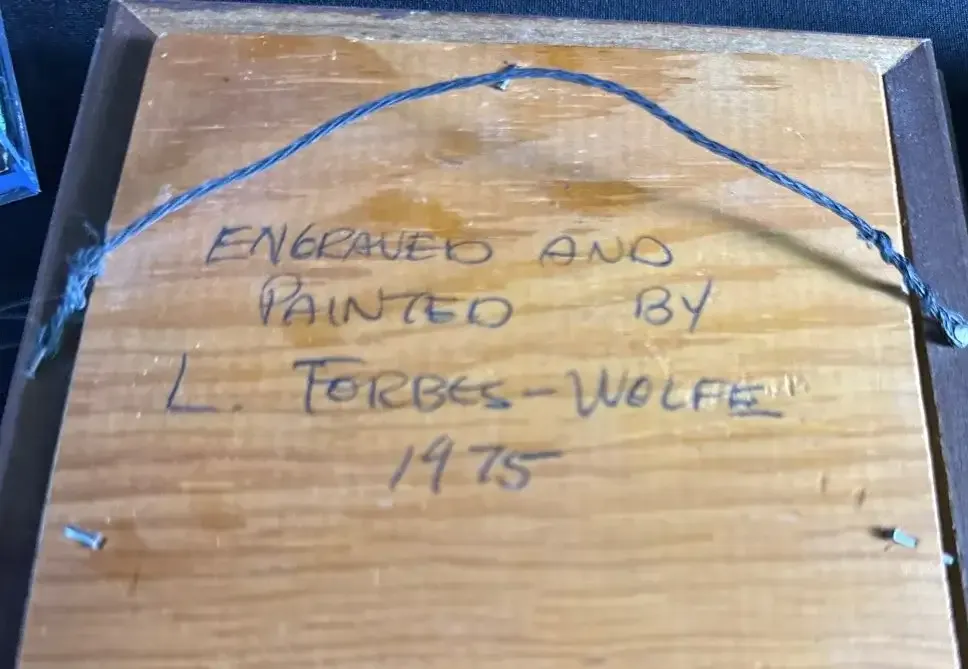 ENGRAVED AND
PAINTED BY
L. FORBES-WOLFE
1975